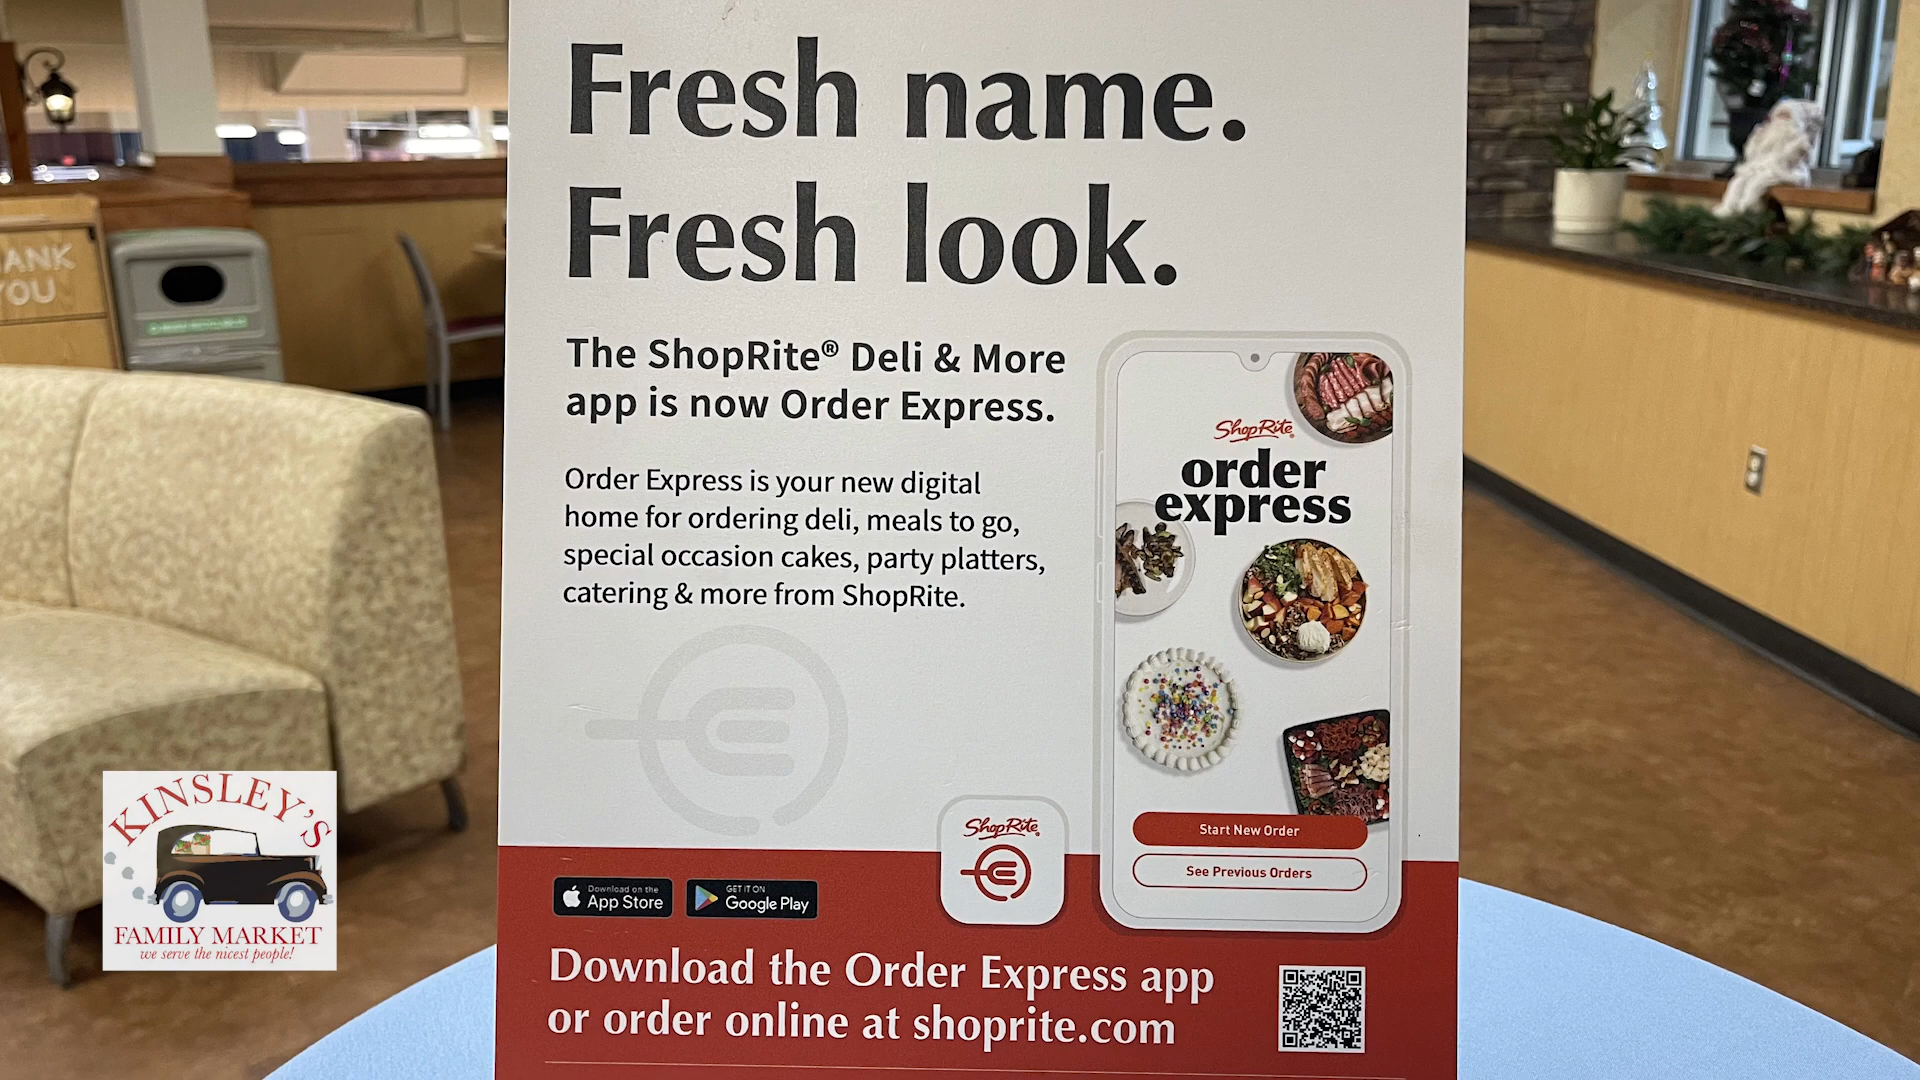 Fresh name.
Fresh look.
The ShopRite® Deli & More
app is now Order Express.
Order Express is your new digital
home for ordering deli, meals to go,
special occasion cakes, party platters,
catering & more from ShopRite.
ShopRite
order
express
Start New Order
See Previous Orders
ShopRite
Download on the
App Store
GET IT ON
Google Play
Download the Order Express app
or order online at shoprite.com
YOU
KINSLEY'S
FAMILY MARKET
we serve the nicest people!